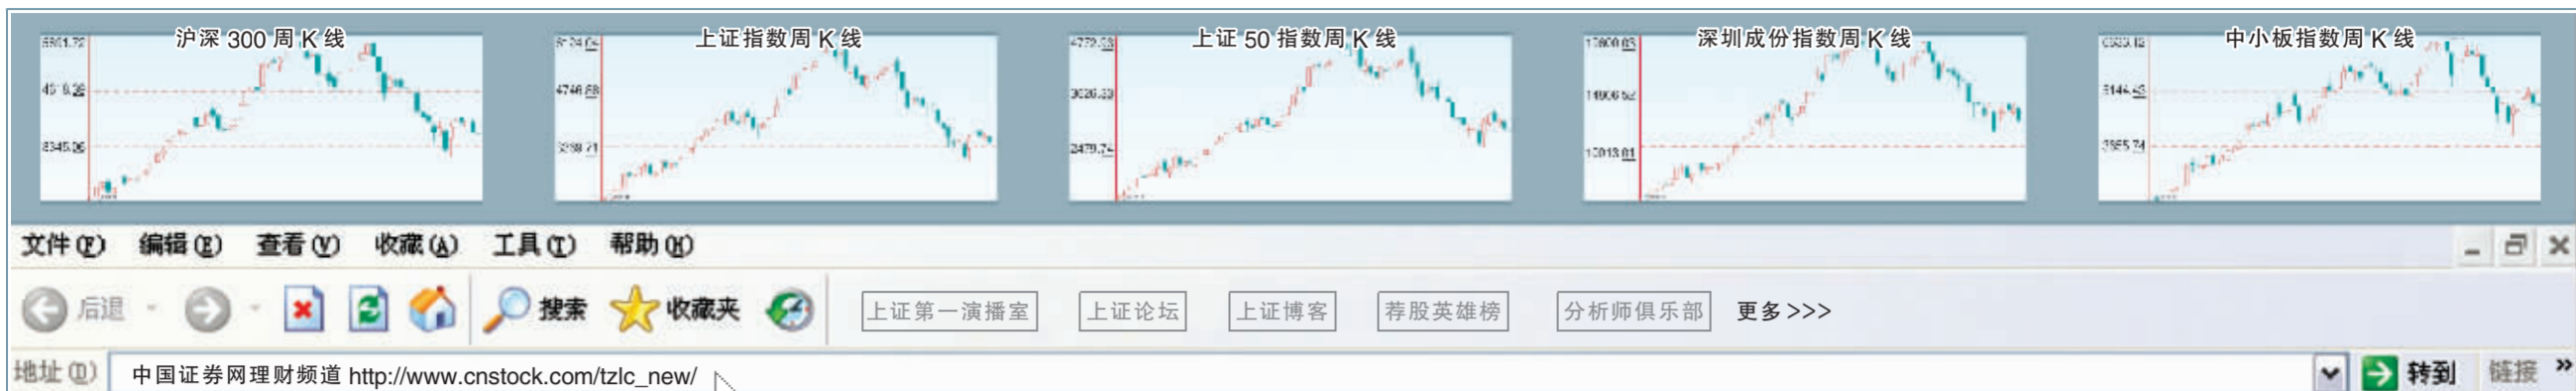 沪深 300 周 K 线
上证指数周 K 线
上证 50 指数周 K 线
深圳成份指数周 K 线
中小板指数周 K 线
4772.53
4746.88
文件(F) 编辑(E) 查看(V) 收藏(A) 工具(T) 帮助(H)
后退 搜索 收藏夹 上证第一演播室 上证论坛 上证博客 荐股英雄榜 分析师俱乐部 更多>>>
地址(D) 中国证券网理财频道 http://www.cnstock.com/tzlc_new/ 转到 链接 »